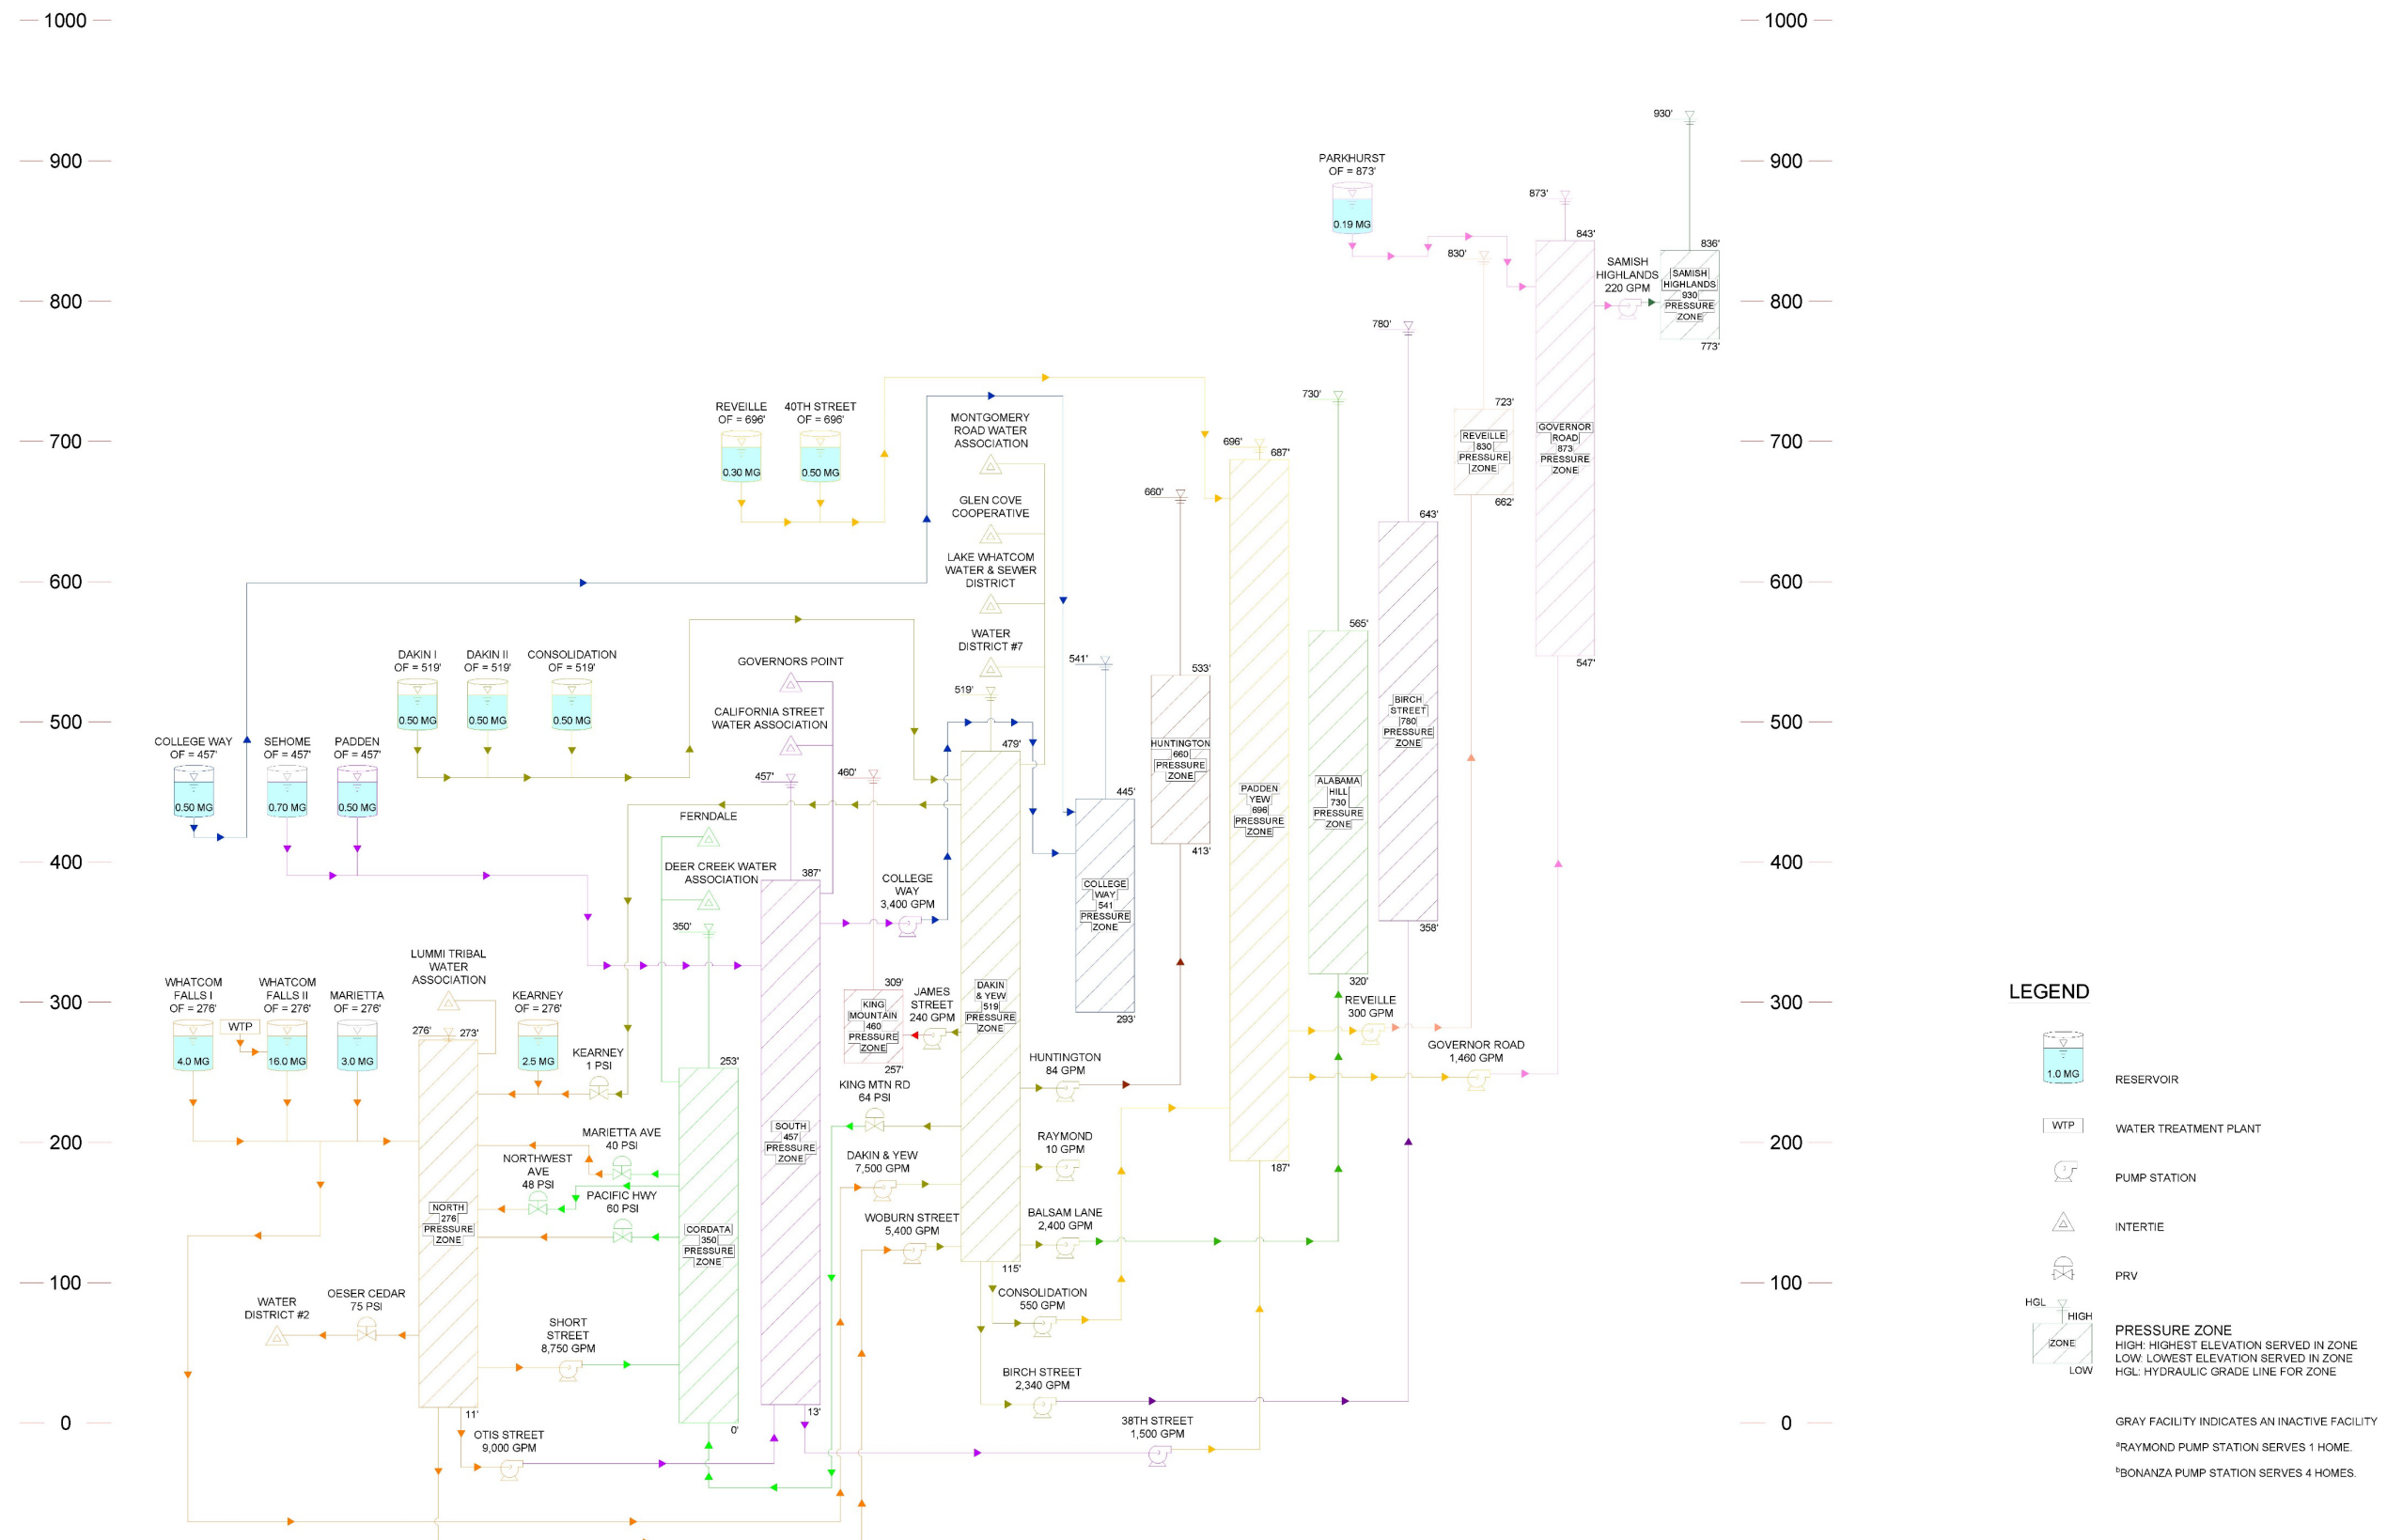 1000
1000
930'
900
PARKHURST
OF = 873'
0.19 MG
873'
900
843'
836'
830'
SAMISH
HIGHLANDS
220 GPM
SAMISH
HIGHLANDS
930
PRESSURE
ZONE
773'
800
800
780'
730'
723'
REVEILLE
OF = 696'
0.30 MG
40TH STREET
OF = 696'
0.50 MG
MONTGOMERY
ROAD WATER
ASSOCIATION
GOVERNOR
ROAD
873
PRESSURE
ZONE
REVEILLE
830
PRESSURE
ZONE
662'
700
700
696'
687'
660'
643'
GLEN COVE
COOPERATIVE
LAKE WHATCOM
WATER & SEWER
DISTRICT
WATER
DISTRICT #7
600
600
565'
547'
541'
533'
519'
DAKIN I
OF = 519'
0.50 MG
DAKIN II
OF = 519'
0.50 MG
CONSOLIDATION
OF = 519'
0.50 MG
GOVERNORS POINT
CALIFORNIA STREET
WATER ASSOCIATION
500
500
BIRCH
STREET
780
PRESSURE
ZONE
COLLEGE WAY
OF = 457'
0.50 MG
SEHOME
OF = 457'
0.70 MG
PADDEN
OF = 457'
0.50 MG
457'
460'
479'
445'
HUNTINGTON
660
PRESSURE
ZONE
413'
PADDEN
YEW
696
PRESSURE
ZONE
ALABAMA
HILL
730
PRESSURE
ZONE
FERNDALE
DEER CREEK WATER
ASSOCIATION
400
400
387'
COLLEGE
WAY
3,400 GPM
COLLEGE
WAY
541
PRESSURE
ZONE
358'
350'
320'
LUMMI TRIBAL
WATER
ASSOCIATION
WHATCOM
FALLS I
OF = 276'
4.0 MG
WTP
WHATCOM
FALLS II
OF = 276'
16.0 MG
MARIETTA
OF = 276'
3.0 MG
276'
273'
KEARNEY
OF = 276'
2.5 MG
KEARNEY
1 PSI
300
300
309'
KING
MOUNTAIN
460
PRESSURE
ZONE
257'
JAMES
STREET
240 GPM
DAKIN
& YEW
519
PRESSURE
ZONE
293'
REVEILLE
300 GPM
GOVERNOR ROAD
1,460 GPM
253'
KING MTN RD
64 PSI
HUNTINGTON
84 GPM
MARIETTA AVE
40 PSI
NORTHWEST
AVE
48 PSI
PACIFIC HWY
60 PSI
200
200
SOUTH
457
PRESSURE
ZONE
DAKIN & YEW
7,500 GPM
RAYMOND
10 GPM
187'
NORTH
276
PRESSURE
ZONE
CORDATA
350
PRESSURE
ZONE
WOBURN STREET
5,400 GPM
BALSAM LANE
2,400 GPM
115'
100
100
WATER
DISTRICT #2
OESER CEDAR
75 PSI
SHORT
STREET
8,750 GPM
CONSOLIDATION
550 GPM
BIRCH STREET
2,340 GPM
11'
13'
0'
0
0
OTIS STREET
9,000 GPM
38TH STREET
1,500 GPM
LEGEND
1.0 MG
RESERVOIR
WTP
WATER TREATMENT PLANT
PUMP STATION
INTERTIE
PRV
HGL
HIGH
ZONE
LOW
PRESSURE ZONE
HIGH: HIGHEST ELEVATION SERVED IN ZONE
LOW: LOWEST ELEVATION SERVED IN ZONE
HGL: HYDRAULIC GRADE LINE FOR ZONE
GRAY FACILITY INDICATES AN INACTIVE FACILITY
ᵃRAYMOND PUMP STATION SERVES 1 HOME.
ᵇBONANZA PUMP STATION SERVES 4 HOMES.